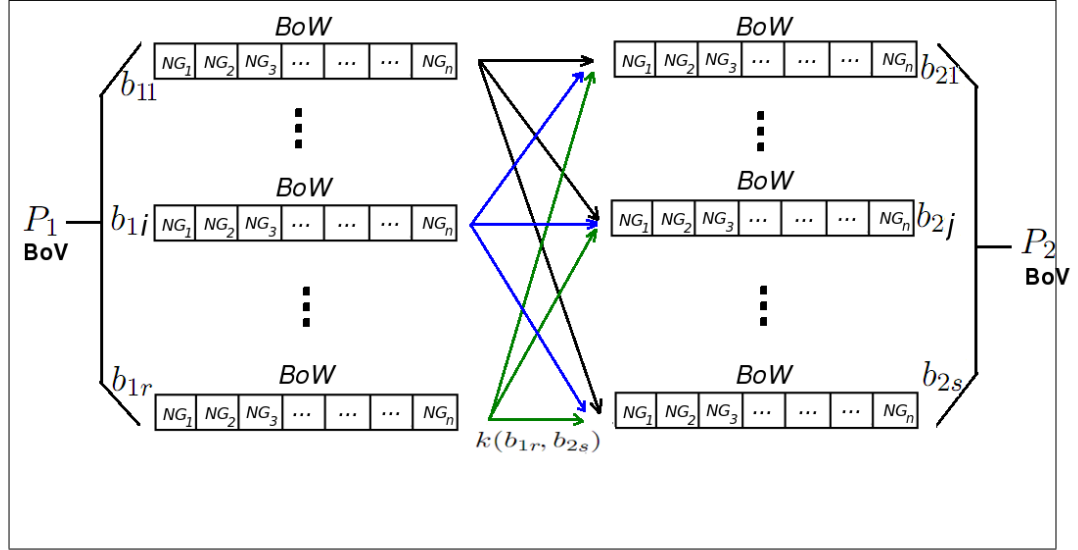 BoW BoW
b₁₁ NG₁ NG₂ NG₃ ... ... ... NGₙ NG₁ NG₂ NG₃ ... ... ... NGₙ b₂₁
BoW BoW
P₁ b₁ᵢ NG₁ NG₂ NG₃ ... ... ... NGₙ NG₁ NG₂ NG₃ ... ... ... NGₙ b₂ⱼ P₂
BoV BoV
BoW BoW
b₁ᵣ NG₁ NG₂ NG₃ ... ... ... NGₙ NG₁ NG₂ NG₃ ... ... ... NGₙ b₂ₛ
k(b₁ᵣ, b₂ₛ)